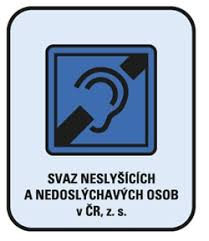 SVAZ NESLYŠÍCÍCH
A NEDOSLÝCHAVÝCH OSOB
v ČR, z. s.